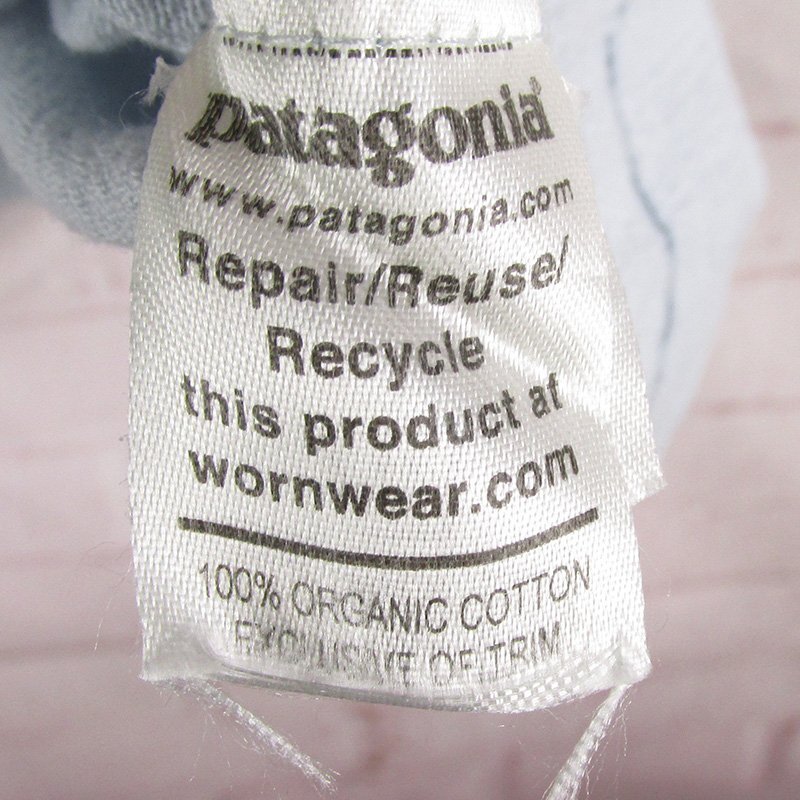 patagonia®
www.patagonia.com
Repair/Reuse/
Recycle
this product at
wornwear.com
100% ORGANIC COTTON
EXCLUSIVE OF TRIM